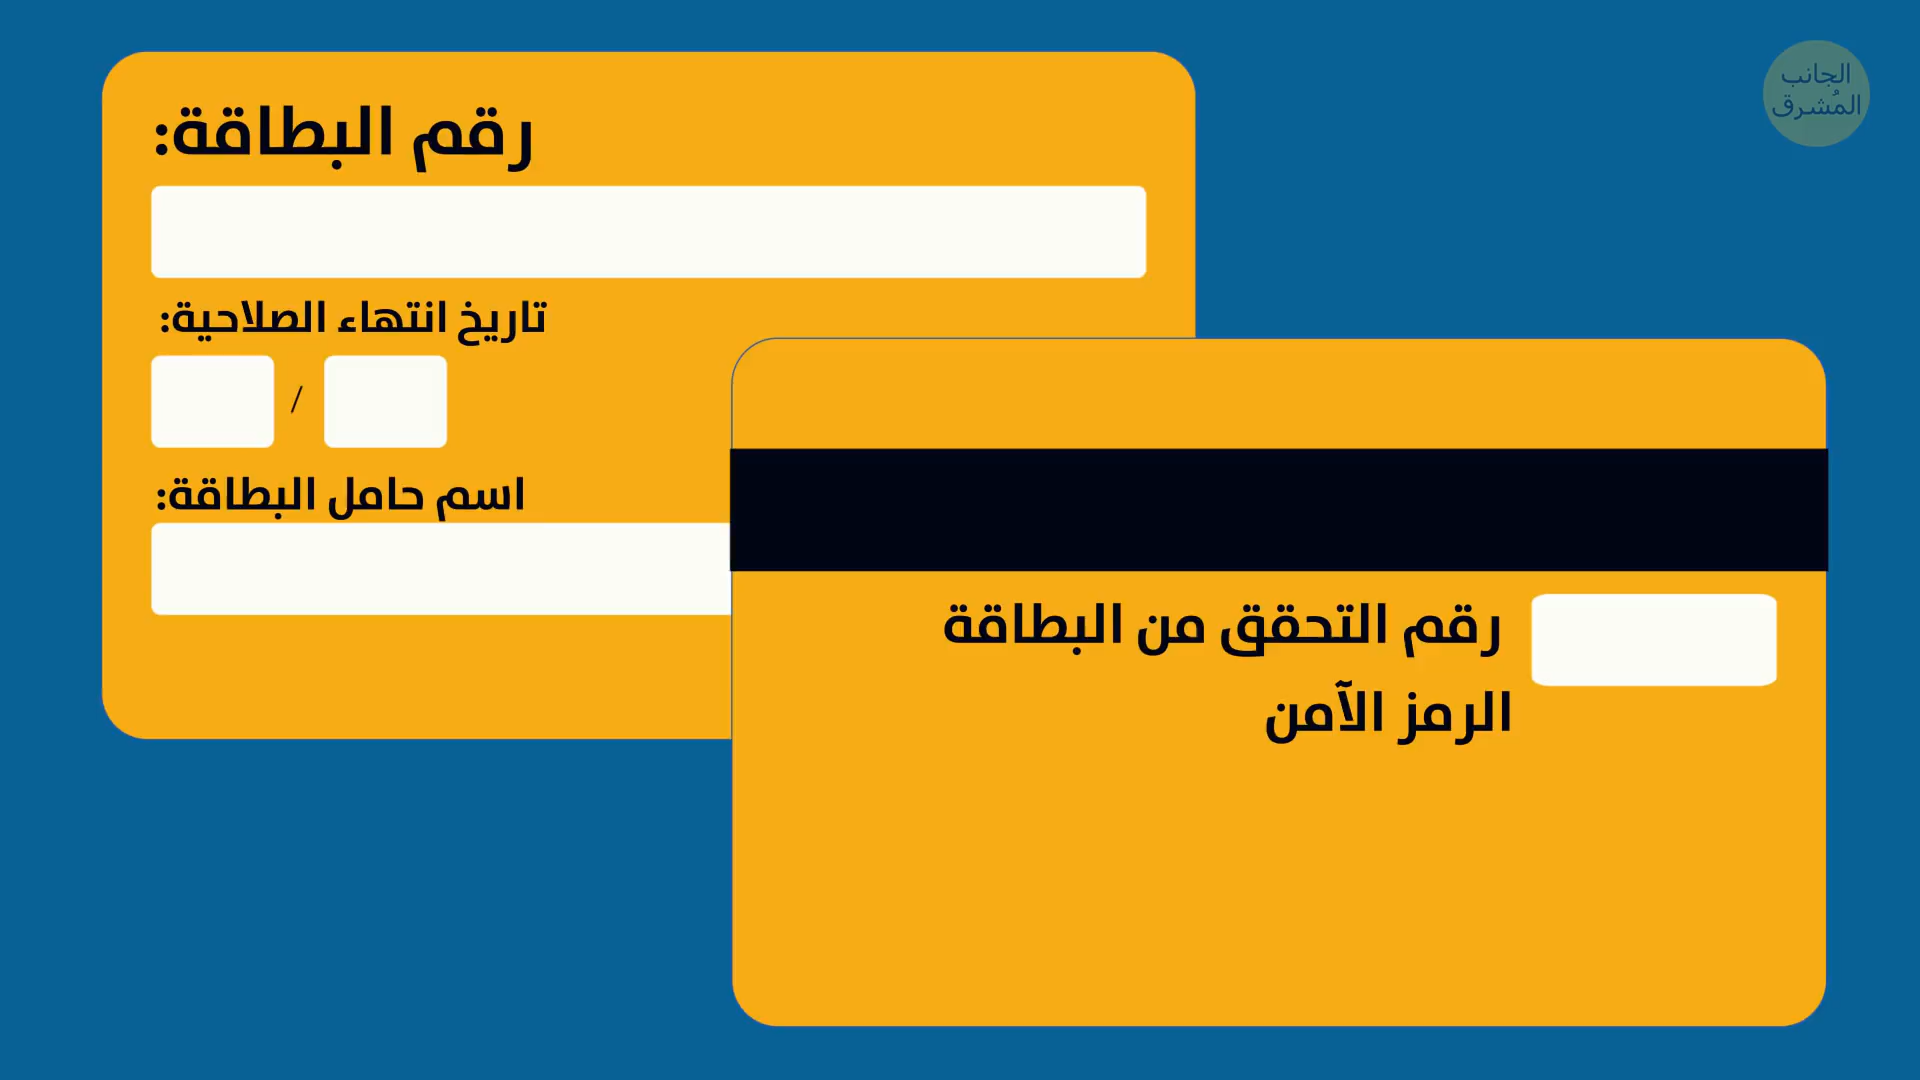 رقم البطاقة:
تاريخ انتهاء الصلاحية:
/
اسم حامل البطاقة:
رقم التحقق من البطاقة
الرمز الآمن
الجانب
المُشرق